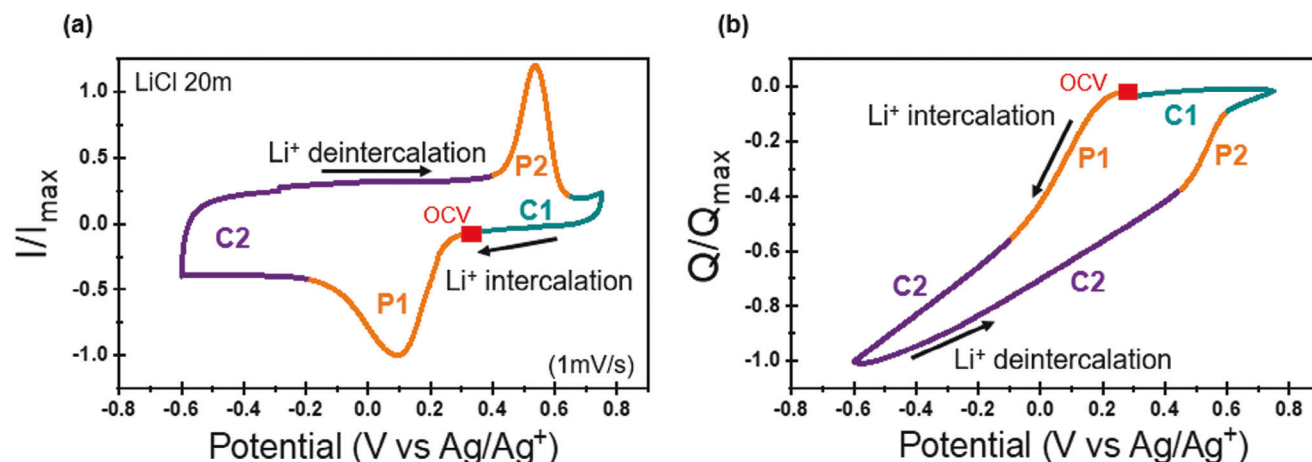 (a)
LiCl 20m
Li⁺ deintercalation
P2
OCV
C1
C2
Li⁺ intercalation
P1
(1mV/s)
I/Imax
1.0
0.5
0.0
-0.5
-1.0
-0.8 -0.6 -0.4 -0.2 0.0 0.2 0.4 0.6 0.8
Potential (V vs Ag/Ag⁺)
(b)
OCV
Li⁺ intercalation
C1
P1
P2
C2
C2
Li⁺ deintercalation
Q/Qmax
0.0
-0.2
-0.4
-0.6
-0.8
-1.0
-0.8 -0.6 -0.4 -0.2 0.0 0.2 0.4 0.6 0.8
Potential (V vs Ag/Ag⁺)